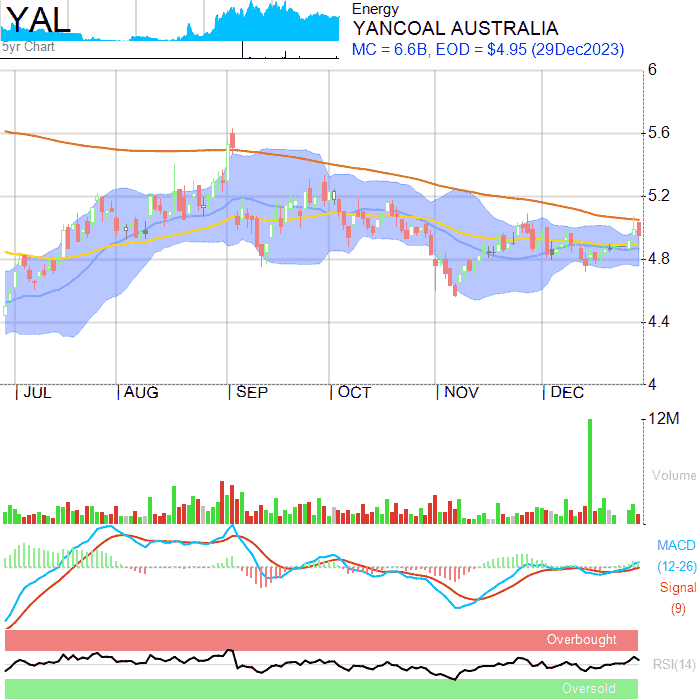 YAL
5yr Chart
Energy
YANCOAL AUSTRALIA
MC = 6.6B, EOD = $4.95 (29Dec2023)
6
5.6
5.2
4.8
4.4
4
JUL AUG SEP OCT NOV DEC
12M
Volume
MACD
(12-26)
Signal
(9)
Overbought
RSI(14)
Oversold